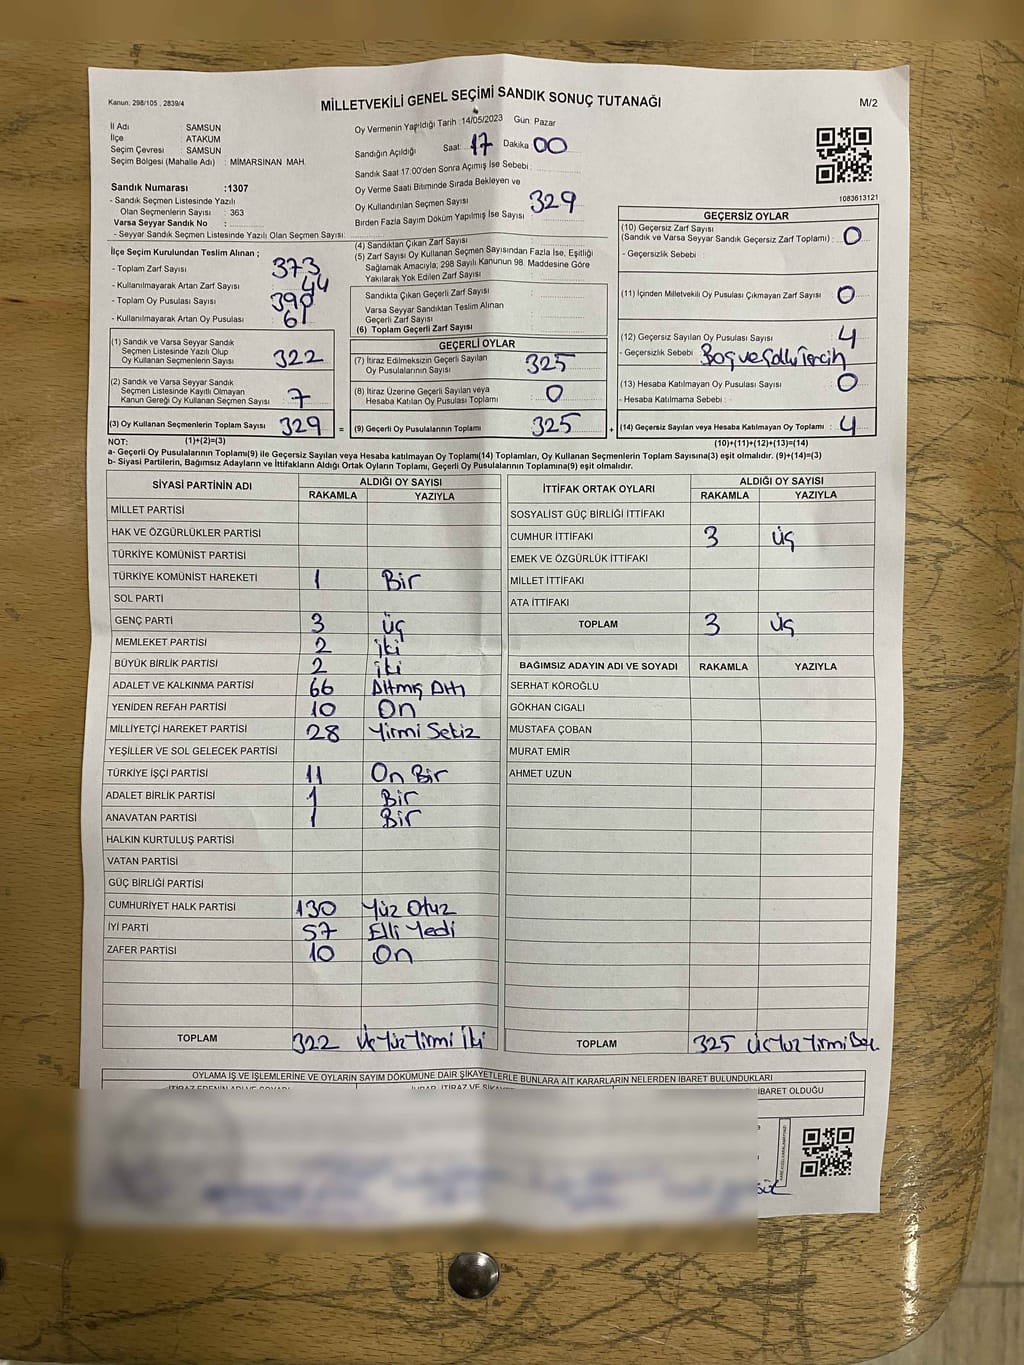 Kanun: 298/105 , 2839/4
MİLLETVEKİLİ GENEL SEÇİMİ SANDIK SONUÇ TUTANAĞI
M/2
İl Adı SAMSUN
İlçe ATAKUM
Seçim Çevresi SAMSUN
Seçim Bölgesi (Mahalle Adı) : MİMARSİNAN MAH.
Oy Vermenin Yapıldığı Tarih :14/05/2023 Gün: Pazar
Sandığın Açıldığı Saat: 17 Dakika 00
Sandık Saat 17:00'den Sonra Açımış İse Sebebi :
Oy Verme Saati Bitiminde Sırada Bekleyen ve
Oy Kullandırılan Seçmen Sayısı 329
Birden Fazla Sayım Döküm Yapılmış İse Sayısı
1083613121
Sandık Numarası :1307
- Sandık Seçmen Listesinde Yazılı
Olan Seçmenlerin Sayısı : 363
Varsa Seyyar Sandık No :
- Seyyar Seçmen Listesinde Yazılı Olan Seçmen Sayısı:
İlçe Seçim Kurulundan Teslim Alınan ;
- Toplam Zarf Sayısı 373
- Kullanılmayarak Artan Zarf Sayısı : 44
- Toplam Oy Pusulası Sayısı : 390
- Kullanılmayarak Artan Oy Pusulası : 61
(1) Sandık ve Varsa Seyyar Sandık
Seçmen Listesinde Yazılı Olup
Oy Kullanan Seçmenlerin Sayısı 322
(2) Sandık ve Varsa Seyyar Sandık
Seçmen Listesinde Kayıtlı Olmayan
Kanun Gereği Oy Kullanan Seçmen Sayısı 7
(3) Oy Kullanan Seçmenlerin Toplam Sayısı 329 =
(4) Sandıktan Çıkan Zarf Sayısı
(5) Zarf Sayısı Oy Kullanan Seçmen Sayısından Fazla İse, Eşitliği
Sağlamak Amacıyla; 298 Sayılı Kanunun 98. Maddesine Göre
Yakılarak Yok Edilen Zarf Sayısı
Sandıkta Çıkan Geçerli Zarf Sayısı :
Varsa Seyyar Sandıktan Teslim Alınan
Geçerli Zarf Sayısı
(6) Toplam Geçerli Zarf Sayısı
GEÇERLİ OYLAR
(7) İtiraz Edilmeksizin Geçerli Sayılan
Oy Pusulalarının Sayısı 325
(8) İtiraz Üzerine Geçerli Sayılan veya
Hesaba Katılan Oy Pusulası Toplamı 0
(9) Geçerli Oy Pusulalarının Toplamı 325 +
GEÇERSİZ OYLAR
(10) Geçersiz Zarf Sayısı
(Sandık ve Varsa Seyyar Sandık Geçersiz Zarf Toplamı) : 0
- Geçersizlik Sebebi
(11) İçinden Milletvekili Oy Pusulası Çıkmayan Zarf Sayısı 0
(12) Geçersiz Sayılan Oy Pusulası Sayısı 4
- Geçersizlik Sebebi Boş ve Çoklu Tercih
(13) Hesaba Katılmayan Oy Pusulası Sayısı : 0
- Hesaba Katılmama Sebebi :
(14) Geçersiz Sayılan veya Hesaba Katılmayan Oy Toplamı : 4
NOT: (1)+(2)=(3)
(10)+(11)+(12)+(13)=(14)
a- Geçerli Oy Pusulalarının Toplamı(9) ile Geçersiz Sayılan veya Hesaba Katılmayan Oy Toplamı(14) Toplamları, Oy Kullanan Seçmenlerin Toplam Sayısına(3) eşit olmalıdır. (9)+(14)=(3)
b- Siyasi Partilerin, Bağımsız Adayların ve İttifakların Aldığı Ortak Oyların Toplamı, Geçerli Oy Pusulalarının Toplamına(9) eşit olmalıdır.
SİYASİ PARTİNİN ADI
ALDIĞI OY SAYISI
RAKAMLA YAZIYLA
MİLLET PARTİSİ
HAK VE ÖZGÜRLÜKLER PARTİSİ
TÜRKİYE KOMÜNİST PARTİSİ
TÜRKİYE KOMÜNİST HAREKETİ 1 Bir
SOL PARTİ
GENÇ PARTİ 3 Üç
MEMLEKET PARTİSİ 2 İki
BÜYÜK BİRLİK PARTİSİ 2 İki
ADALET VE KALKINMA PARTİSİ 66 Altmış Altı
YENİDEN REFAH PARTİSİ 10 On
MİLLİYETÇİ HAREKET PARTİSİ 28 Yirmi Sekiz
YEŞİLLER VE SOL GELECEK PARTİSİ
TÜRKİYE İŞÇİ PARTİSİ 11 On Bir
ADALET BİRLİK PARTİSİ 1 Bir
ANAVATAN PARTİSİ 1 Bir
HALKIN KURTULUŞ PARTİSİ
VATAN PARTİSİ
GÜÇ BİRLİĞİ PARTİSİ
CUMHURİYET HALK PARTİSİ 130 Yüz Otuz
İYİ PARTİ 57 Elli Yedi
ZAFER PARTİSİ 10 On
TOPLAM 322 Üç Yüz Yirmi İki
İTTİFAK ORTAK OYLARI
ALDIĞI OY SAYISI
RAKAMLA YAZIYLA
SOSYALİST GÜÇ BİRLİĞİ İTTİFAKI
CUMHUR İTTİFAKI 3 Üç
EMEK VE ÖZGÜRLÜK İTTİFAKI
MİLLET İTTİFAKI
ATA İTTİFAKI
TOPLAM 3 Üç
BAĞIMSIZ ADAYIN ADI VE SOYADI RAKAMLA YAZIYLA
SERHAT KÖROĞLU
GÖKHAN CIGALI
MUSTAFA ÇOBAN
MURAT EMİR
AHMET UZUN
TOPLAM 325 Üç Yüz Yirmi Beş
OYLAMA İŞ VE İŞLEMLERİNE VE OYLARIN SAYIM DÖKÜMÜNE DAİR ŞİKAYETLERLE BUNLARA AİT KARARLARIN NELERDEN İBARET BULUNDUKLARI
İBARET OLDUĞU